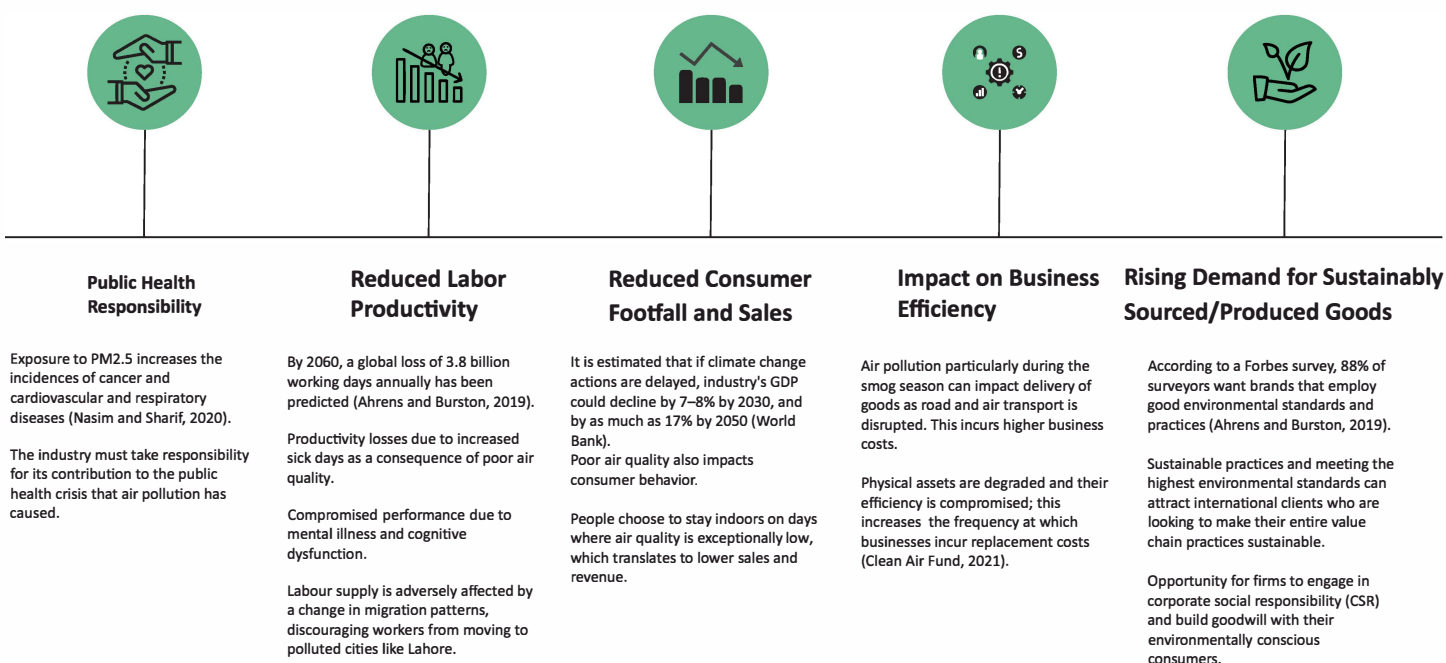 Public Health
Responsibility
Exposure to PM2.5 increases the
incidences of cancer and
cardiovascular and respiratory
diseases (Nasim and Sharif, 2020).
The industry must take responsibility
for its contribution to the public
health crisis that air pollution has
caused.
Reduced Labor
Productivity
By 2060, a global loss of 3.8 billion
working days annually has been
predicted (Ahrens and Burston, 2019).
Productivity losses due to increased
sick days as a consequence of poor air
quality.
Compromised performance due to
mental illness and cognitive
dysfunction.
Labour supply is adversely affected by
a change in migration patterns,
discouraging workers from moving to
polluted cities like Lahore.
Reduced Consumer
Footfall and Sales
It is estimated that if climate change
actions are delayed, industry's GDP
could decline by 7–8% by 2030, and
by as much as 17% by 2050 (World
Bank).
Poor air quality also impacts
consumer behavior.
People choose to stay indoors on days
where air quality is exceptionally low,
which translates to lower sales and
revenue.
Impact on Business
Efficiency
Air pollution particularly during the
smog season can impact delivery of
goods as road and air transport is
disrupted. This incurs higher business
costs.
Physical assets are degraded and their
efficiency is compromised; this
increases the frequency at which
businesses incur replacement costs
(Clean Air Fund, 2021).
Rising Demand for Sustainably
Sourced/Produced Goods
According to a Forbes survey, 88% of
surveyors want brands that employ
good environmental standards and
practices (Ahrens and Burston, 2019).
Sustainable practices and meeting the
highest environmental standards can
attract international clients who are
looking to make their entire value
chain practices sustainable.
Opportunity for firms to engage in
corporate social responsibility (CSR)
and build goodwill with their
environmentally conscious
consumers.